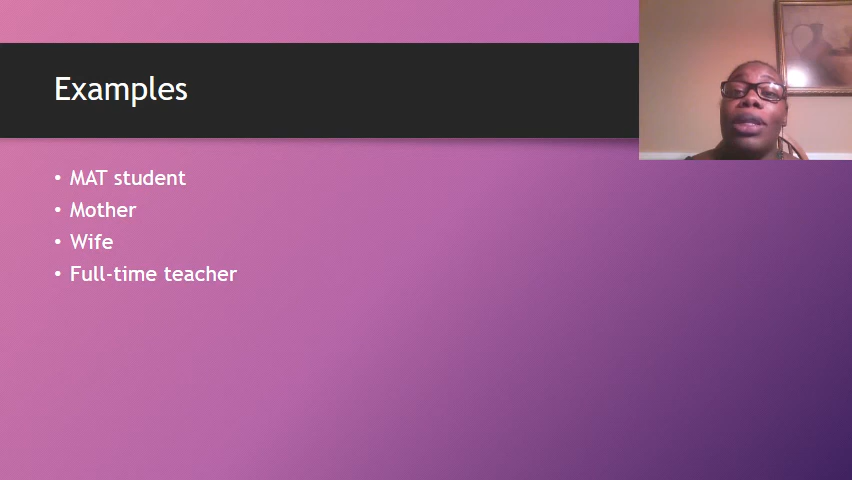 Examples
• MAT student
• Mother
• Wife
• Full-time teacher